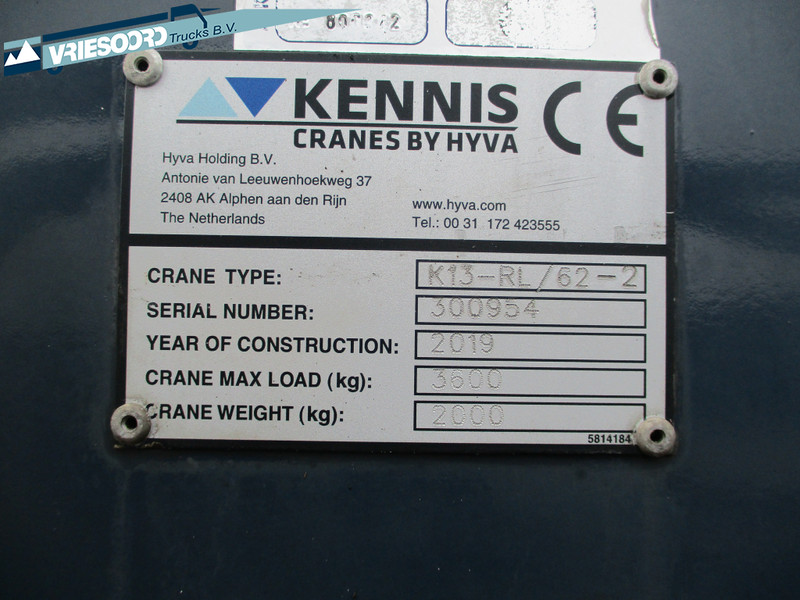 VRIESOORD Trucks B.V.
KENNIS
CRANES BY HYVA
CE
Hyva Holding B.V.
Antonie van Leeuwenhoekweg 37
2408 AK Alphen aan den Rijn
The Netherlands
www.hyva.com
Tel.: 00 31 172 423555
CRANE TYPE: K13-RL/62-2
SERIAL NUMBER: 300954
YEAR OF CONSTRUCTION: 2019
CRANE MAX LOAD (kg): 3600
CRANE WEIGHT (kg): 2000
5814184